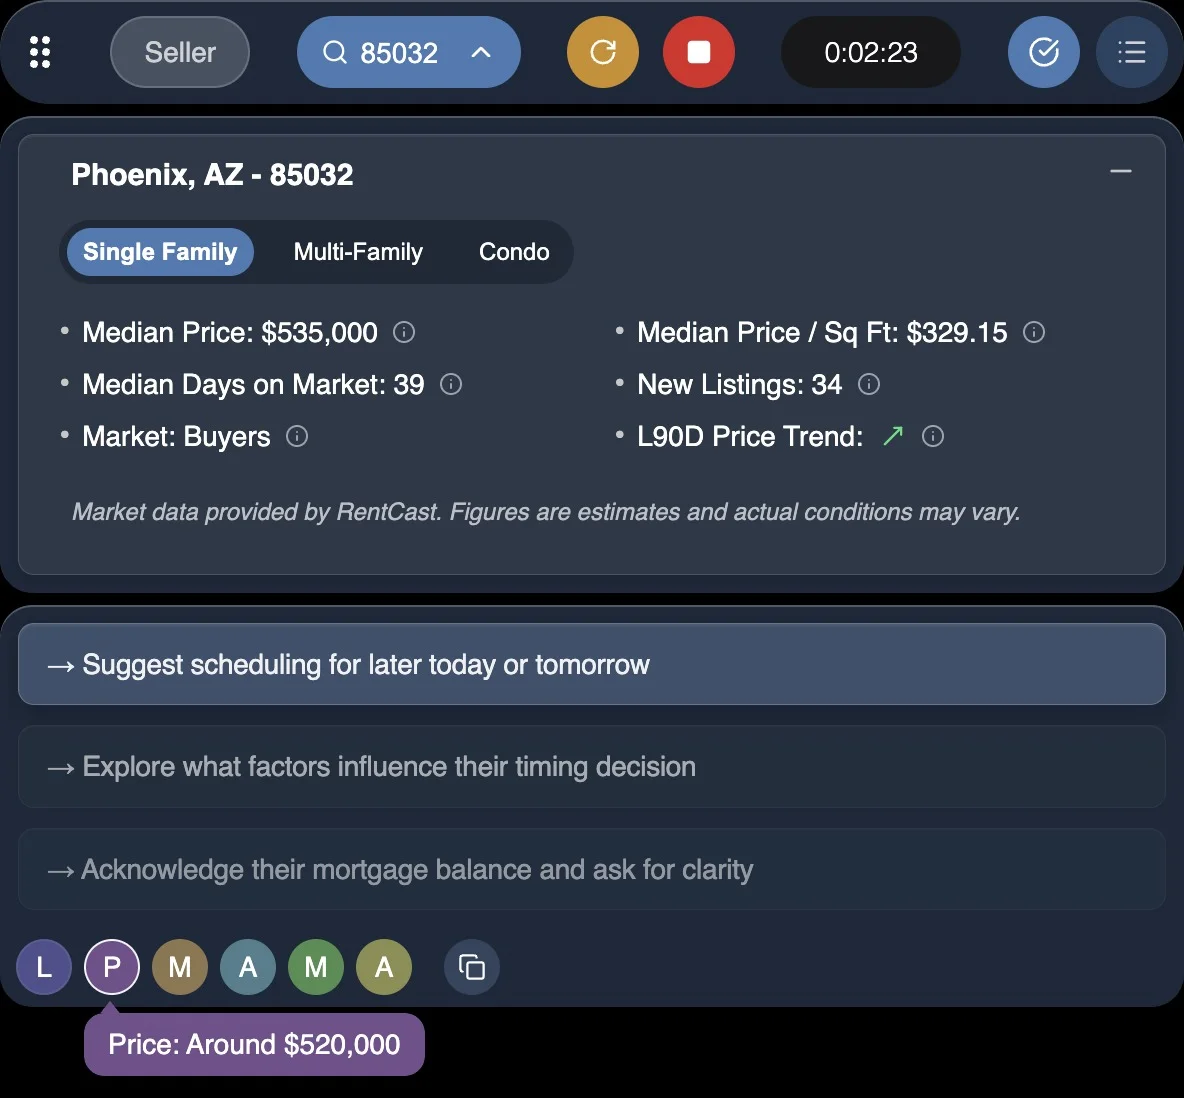 Seller
85032
0:02:23
Phoenix, AZ - 85032
Single Family
Multi-Family
Condo
• Median Price: $535,000
• Median Price / Sq Ft: $329.15
• Median Days on Market: 39
• New Listings: 34
• Market: Buyers
• L90D Price Trend:
Market data provided by RentCast. Figures are estimates and actual conditions may vary.
→ Suggest scheduling for later today or tomorrow
→ Explore what factors influence their timing decision
→ Acknowledge their mortgage balance and ask for clarity
L P M A M A
Price: Around $520,000